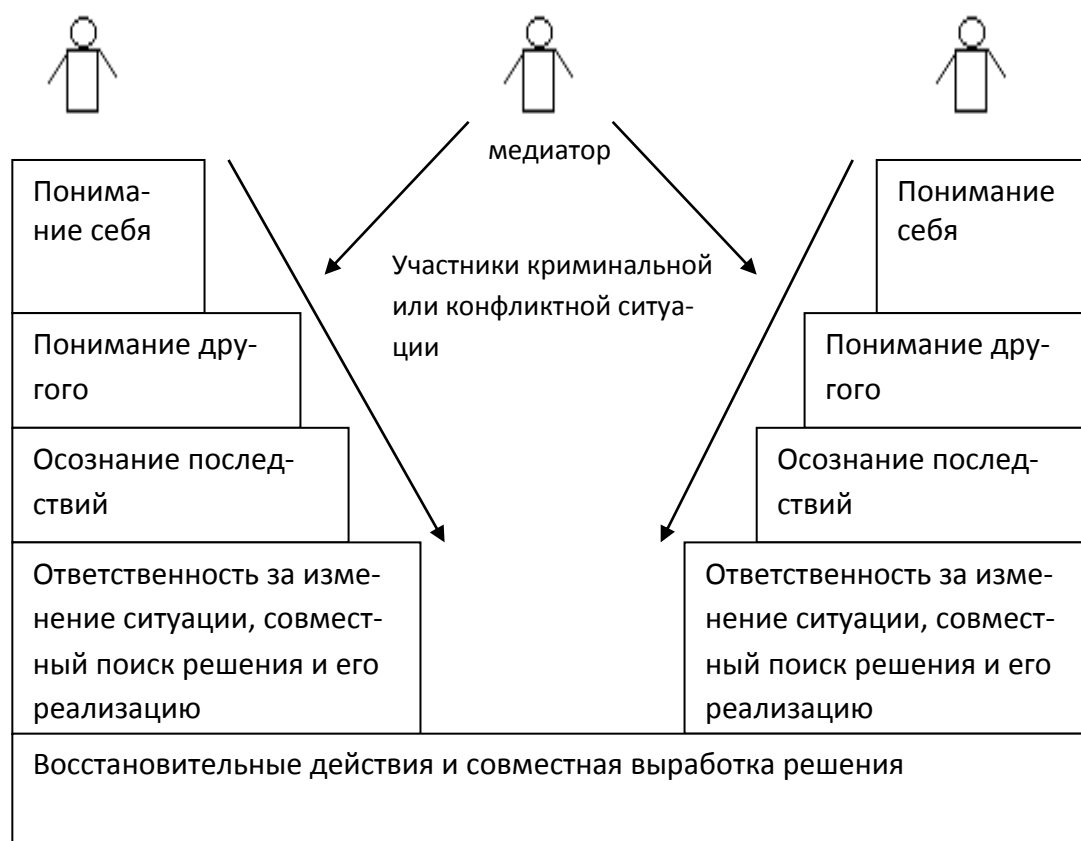 медиатор
Понима-
ние себя
Понимание
себя
Участники криминальной
или конфликтной ситуа-
ции
Понимание дру-
гого
Понимание дру-
гого
Осознание послед-
ствий
Осознание послед-
ствий
Ответственность за изме-
нение ситуации, совмест-
ный поиск решения и его
реализацию
Ответственность за изме-
нение ситуации, совмест-
ный поиск решения и его
реализацию
Восстановительные действия и совместная выработка решения